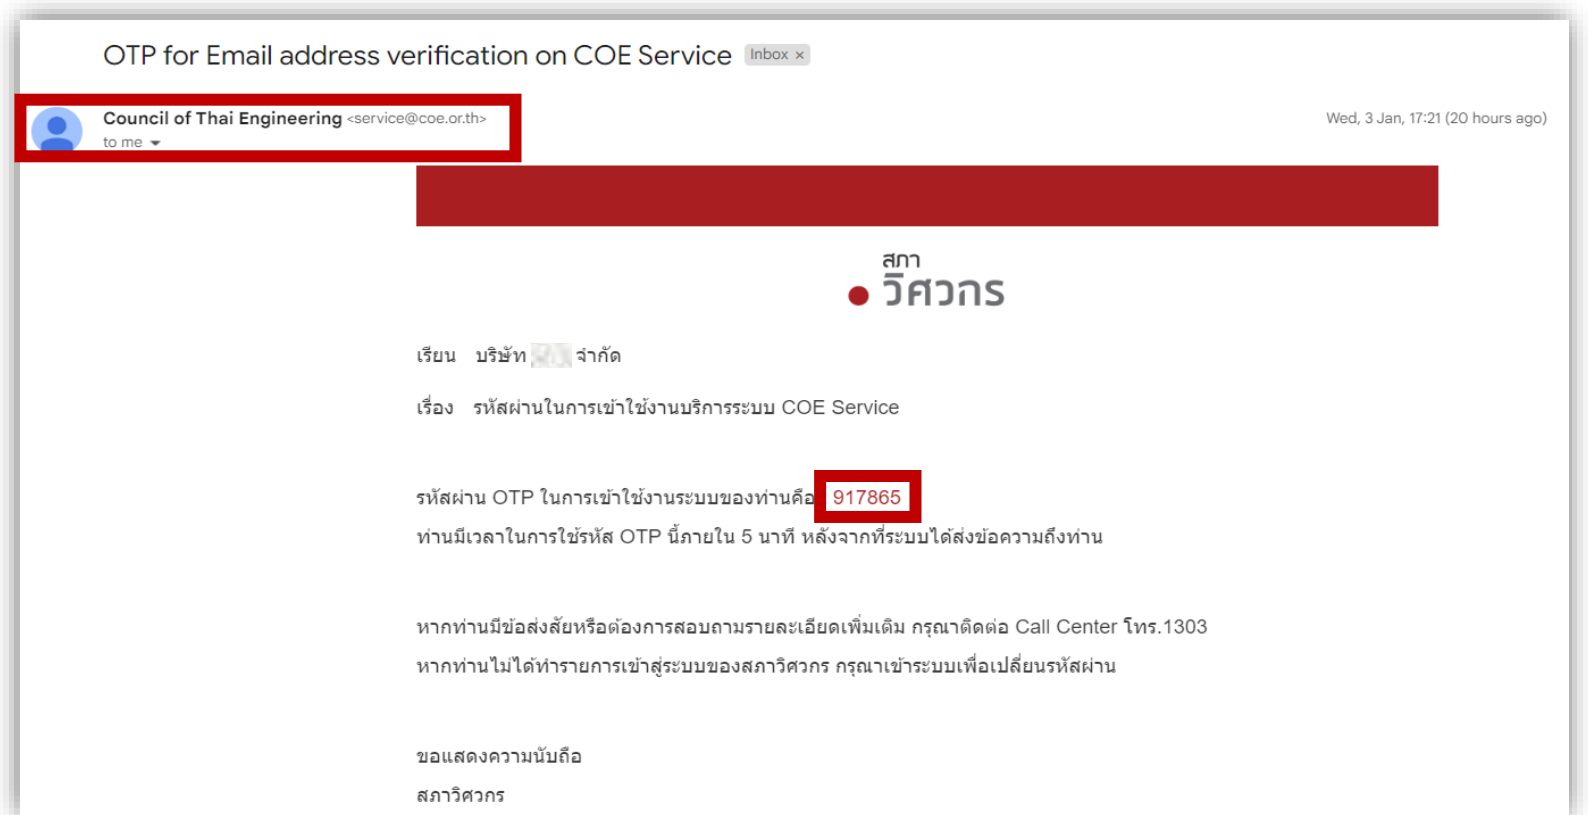 OTP for Email address verification on COE Service Inbox ×
Council of Thai Engineering <service@coe.or.th>
Wed, 3 Jan, 17:21 (20 hours ago)
to me
สภา
วิศวกร
เรียน บริษัท จำกัด
เรื่อง รหัสผ่านในการเข้าใช้งานบริการระบบ COE Service
รหัสผ่าน OTP ในการเข้าใช้งานระบบของท่านคือ 917865
ท่านมีเวลาในการใช้รหัส OTP นี้ภายใน 5 นาที หลังจากที่ระบบได้ส่งข้อความถึงท่าน
หากท่านมีข้อส่งสัยหรือต้องการสอบถามรายละเอียดเพิ่มเติม กรุณาติดต่อ Call Center โทร.1303
หากท่านไม่ได้ทำรายการเข้าสู่ระบบของสภาวิศวกร กรุณาเข้าระบบเพื่อเปลี่ยนรหัสผ่าน
ขอแสดงความนับถือ
สภาวิศวกร